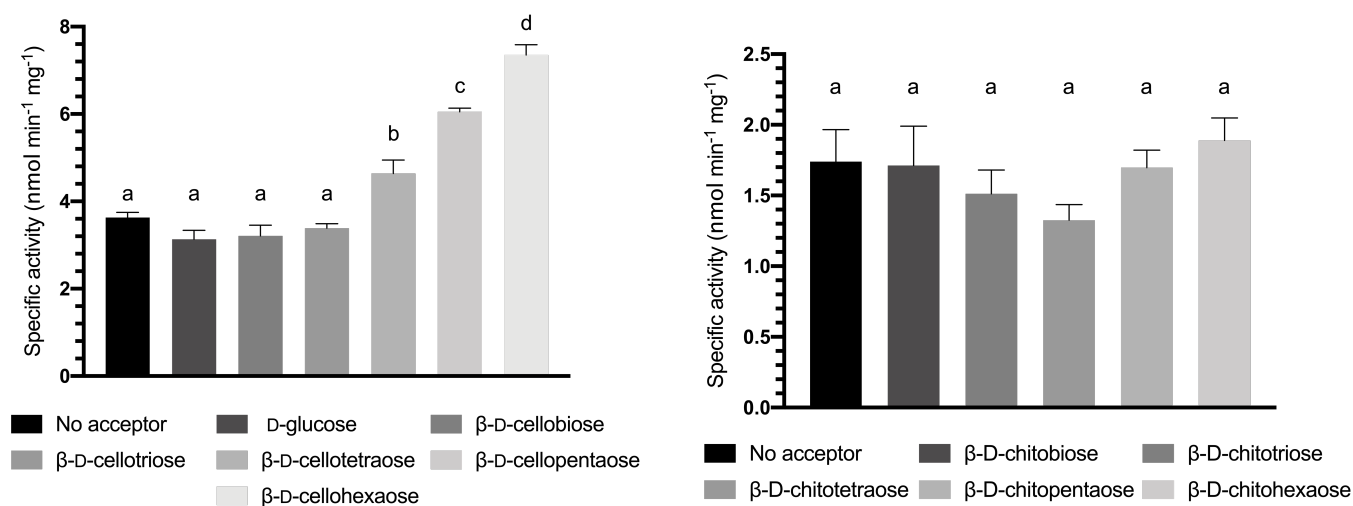 Specific activity (nmol min⁻¹ mg⁻¹)
8
6
4
2
0
a
a
a
a
b
c
d
No acceptor
D-glucose
β-D-cellobiose
β-D-cellotriose
β-D-cellotetraose
β-D-cellopentaose
β-D-cellohexaose
Specific activity (nmol min⁻¹ mg⁻¹)
2.5
2.0
1.5
1.0
0.5
0.0
a
a
a
a
a
a
No acceptor
β-D-chitobiose
β-D-chitotriose
β-D-chitotetraose
β-D-chitopentaose
β-D-chitohexaose